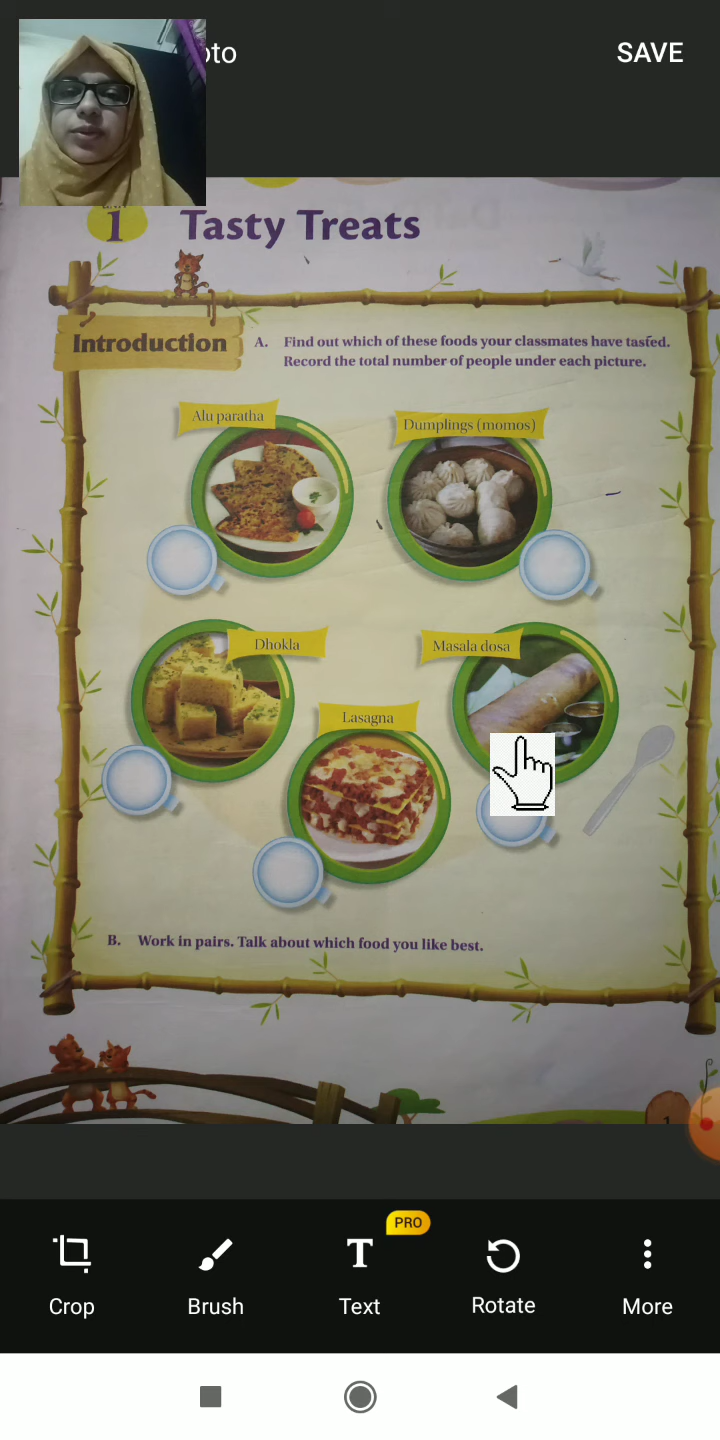 oto
SAVE
1
Tasty Treats
Introduction
A. Find out which of these foods your classmates have tasted.
Record the total number of people under each picture.
Alu paratha
Dumplings (momos)
Dhokla
Masala dosa
Lasagna
B. Work in pairs. Talk about which food you like best.
1
PRO
T
Crop
Brush
Text
Rotate
More